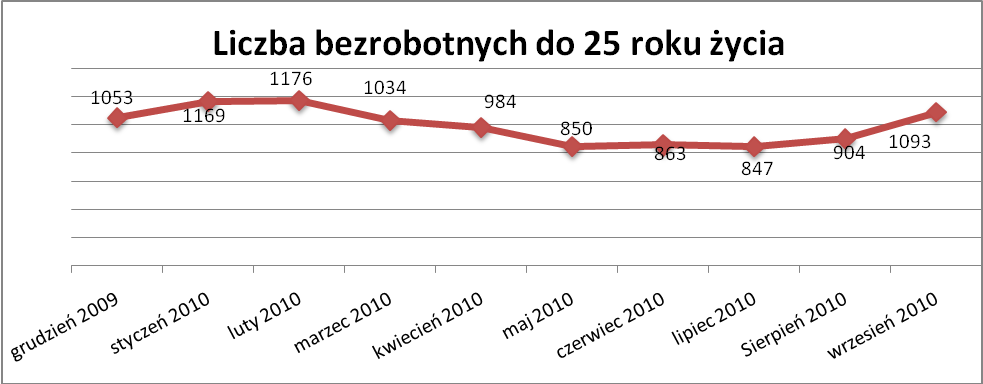 Liczba bezrobotnych do 25 roku życia
1053
1169
1176
1034
984
850
863
847
904
1093
grudzień 2009
styczeń 2010
luty 2010
marzec 2010
kwiecień 2010
maj 2010
czerwiec 2010
lipiec 2010
Sierpień 2010
wrzesień 2010